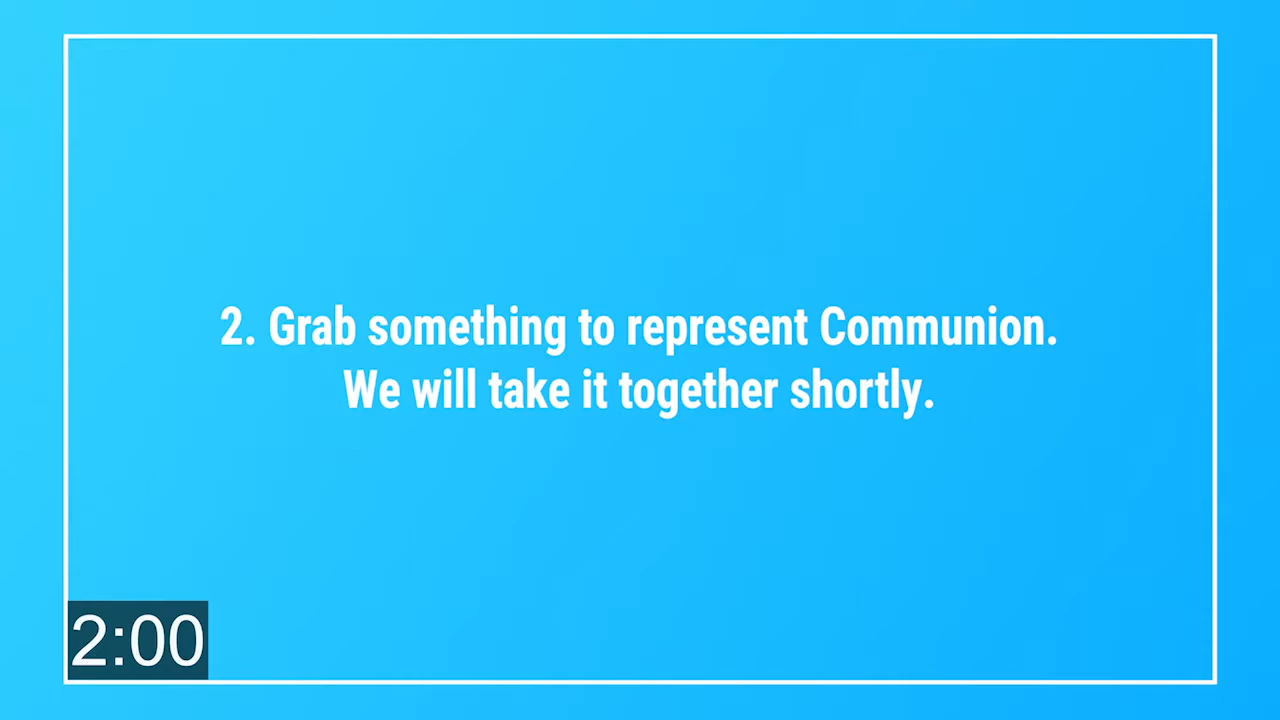 2. Grab something to represent Communion.
We will take it together shortly.
2:00